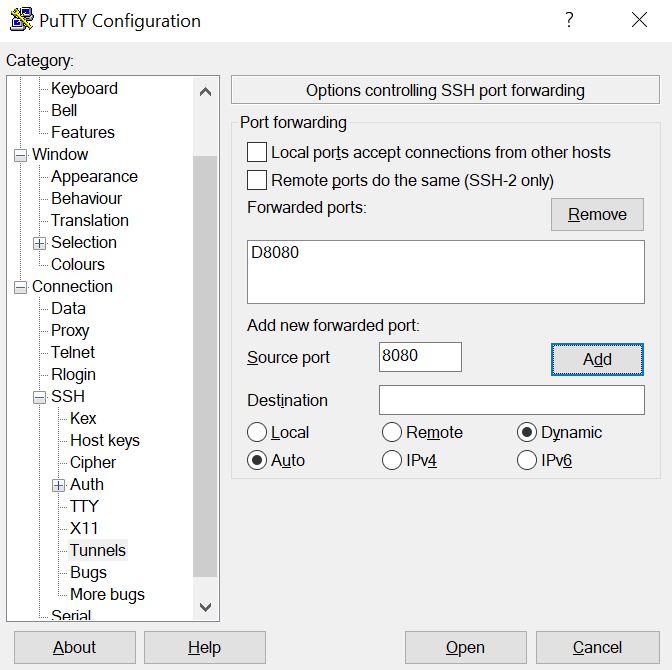 PuTTY Configuration
?
Category:
Keyboard
Bell
Features
Window
Appearance
Behaviour
Translation
Selection
Colours
Connection
Data
Proxy
Telnet
Rlogin
SSH
Kex
Host keys
Cipher
Auth
TTY
X11
Tunnels
Bugs
More bugs
Serial
Options controlling SSH port forwarding
Port forwarding
Local ports accept connections from other hosts
Remote ports do the same (SSH-2 only)
Forwarded ports:
Remove
D8080
Add new forwarded port:
Source port
8080
Add
Destination
Local
Remote
Dynamic
Auto
IPv4
IPv6
About
Help
Open
Cancel